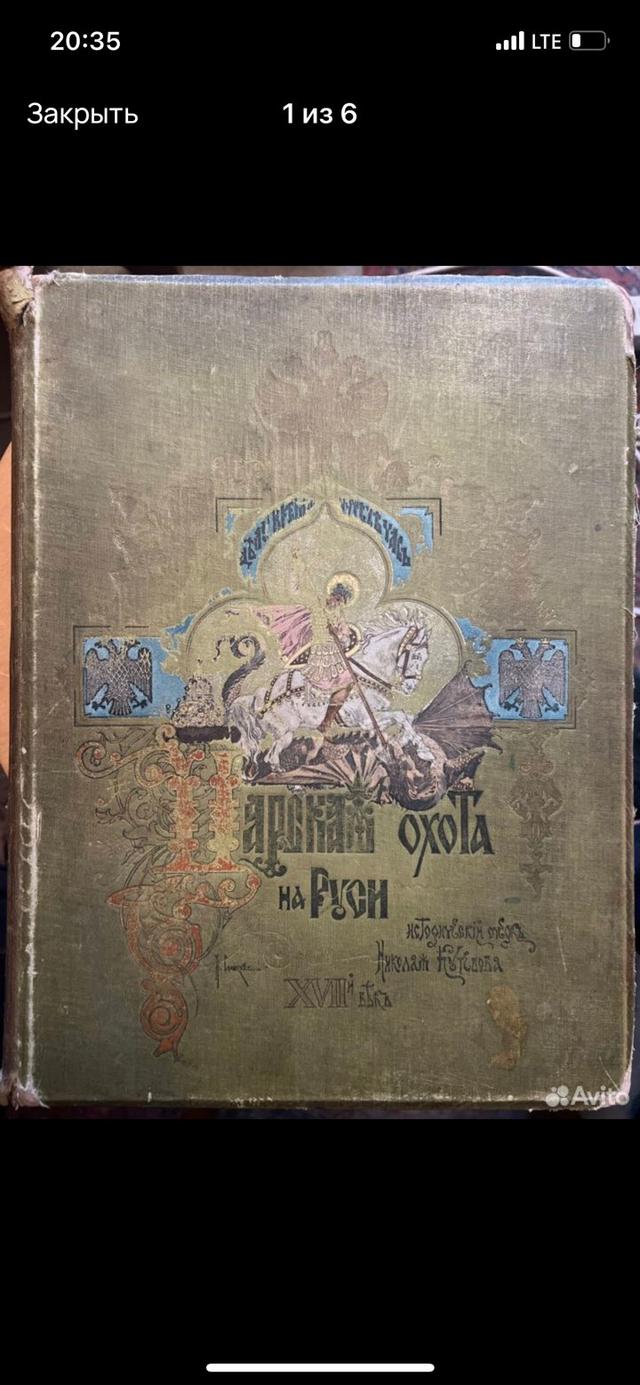 20:35
LTE
Закрыть
1 из 6
Царская охота
на Руси
историческій очеркъ
Николая Кутепова
XVII й вѣкъ
Avito